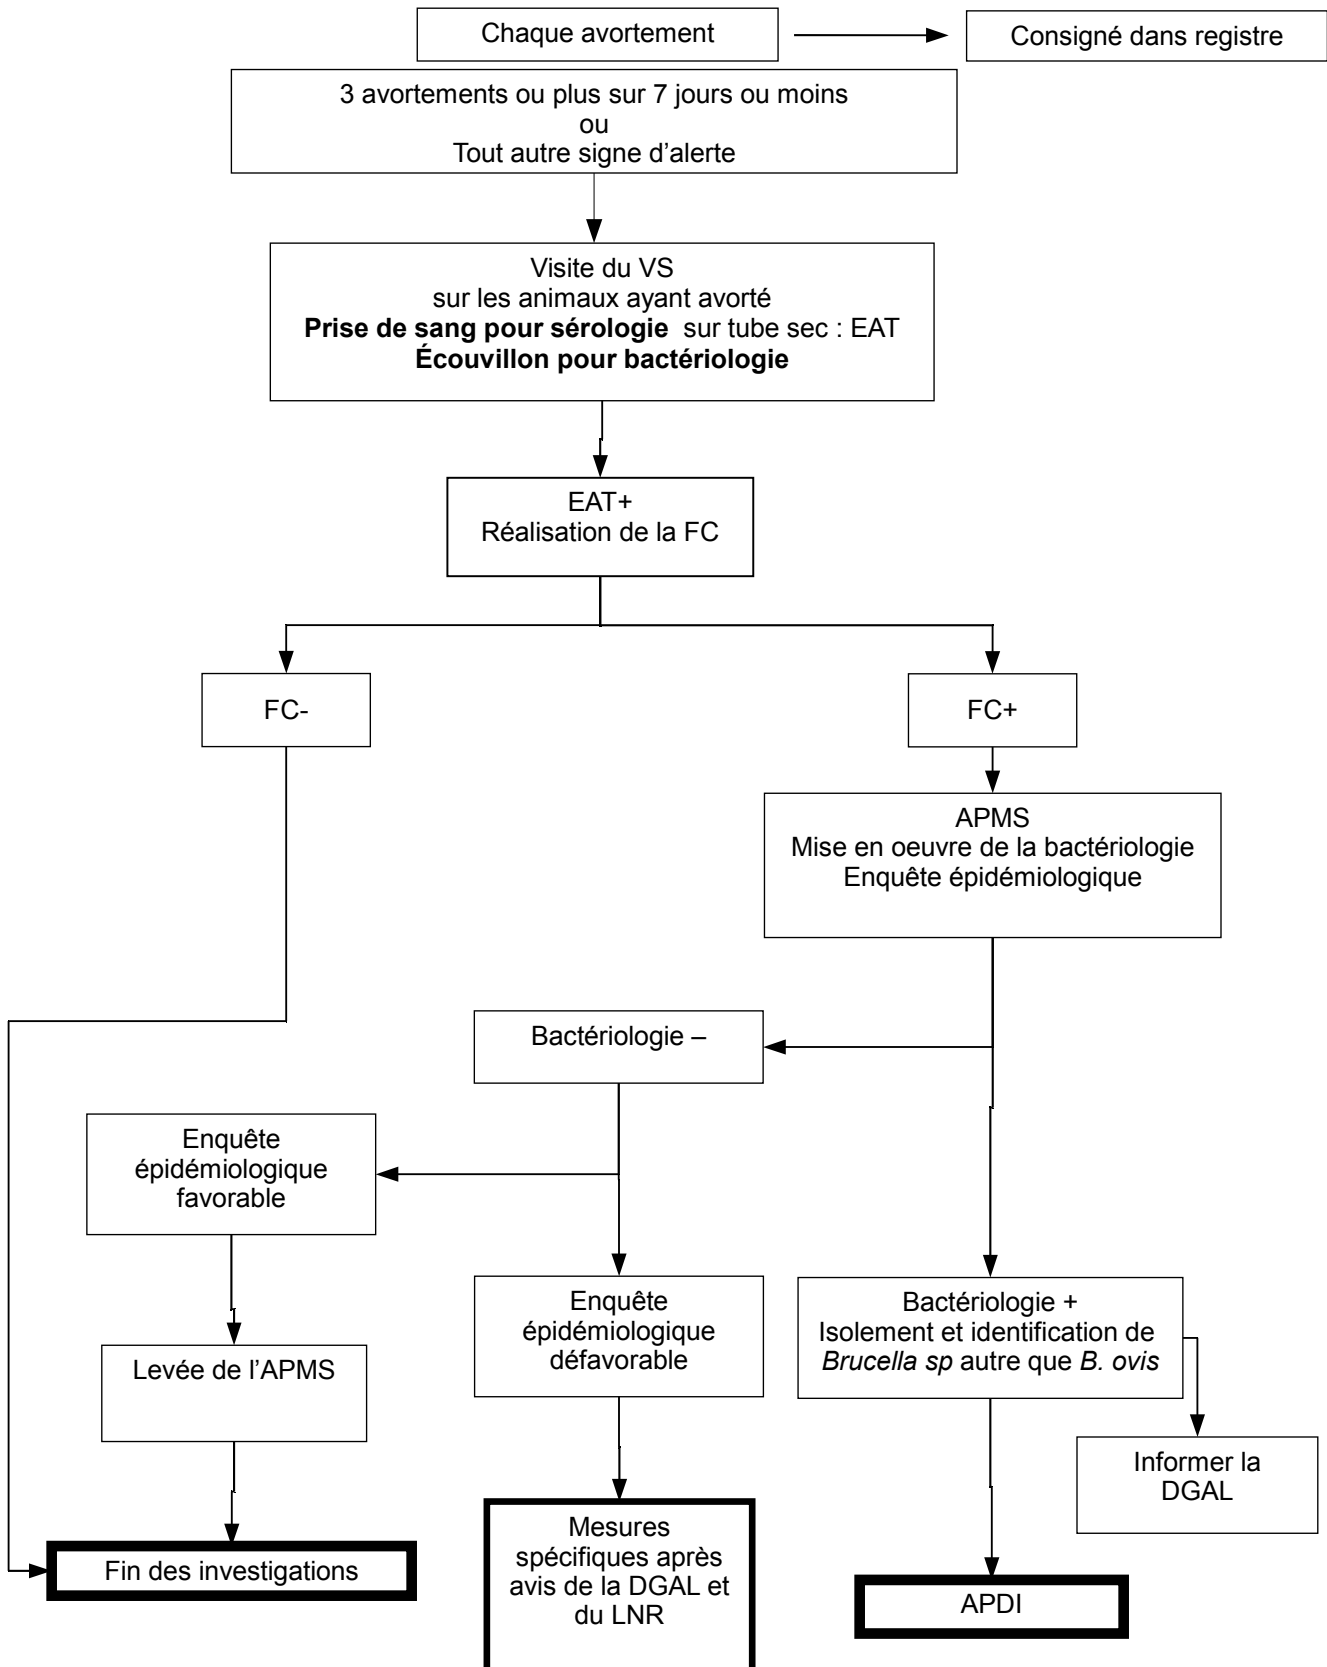 Chaque avortement
Consigné dans registre
3 avortements ou plus sur 7 jours ou moins
ou
Tout autre signe d’alerte
Visite du VS
sur les animaux ayant avorté
Prise de sang pour sérologie sur tube sec : EAT
Écouvillon pour bactériologie
EAT+
Réalisation de la FC
FC-
FC+
APMS
Mise en oeuvre de la bactériologie
Enquête épidémiologique
Bactériologie –
Enquête
épidémiologique
favorable
Enquête
épidémiologique
défavorable
Bactériologie +
Isolement et identification de
Brucella sp autre que B. ovis
Levée de l’APMS
Informer la
DGAL
Fin des investigations
Mesures
spécifiques après
avis de la DGAL et
du LNR
APDI